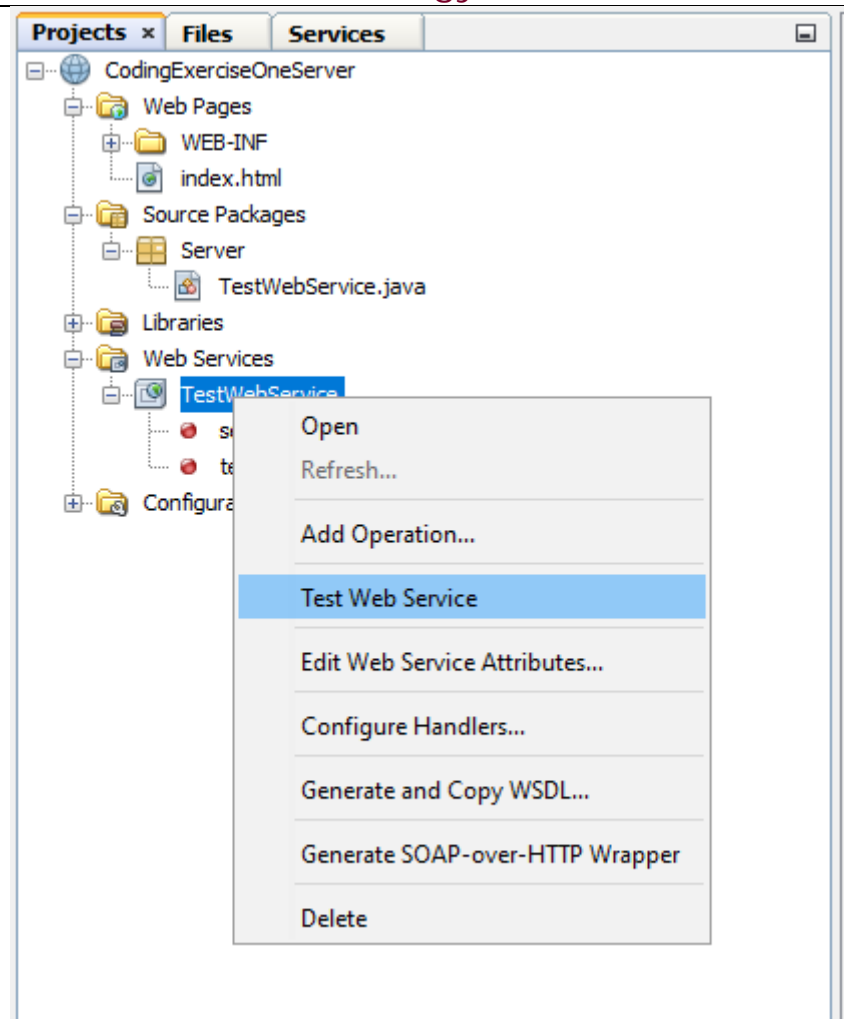 Projects Files Services
CodingExerciseOneServer
Web Pages
WEB-INF
index.html
Source Packages
Server
TestWebService.java
Libraries
Web Services
TestWebService
Open
Refresh...
Add Operation...
Test Web Service
Edit Web Service Attributes...
Configure Handlers...
Generate and Copy WSDL...
Generate SOAP-over-HTTP Wrapper
Delete